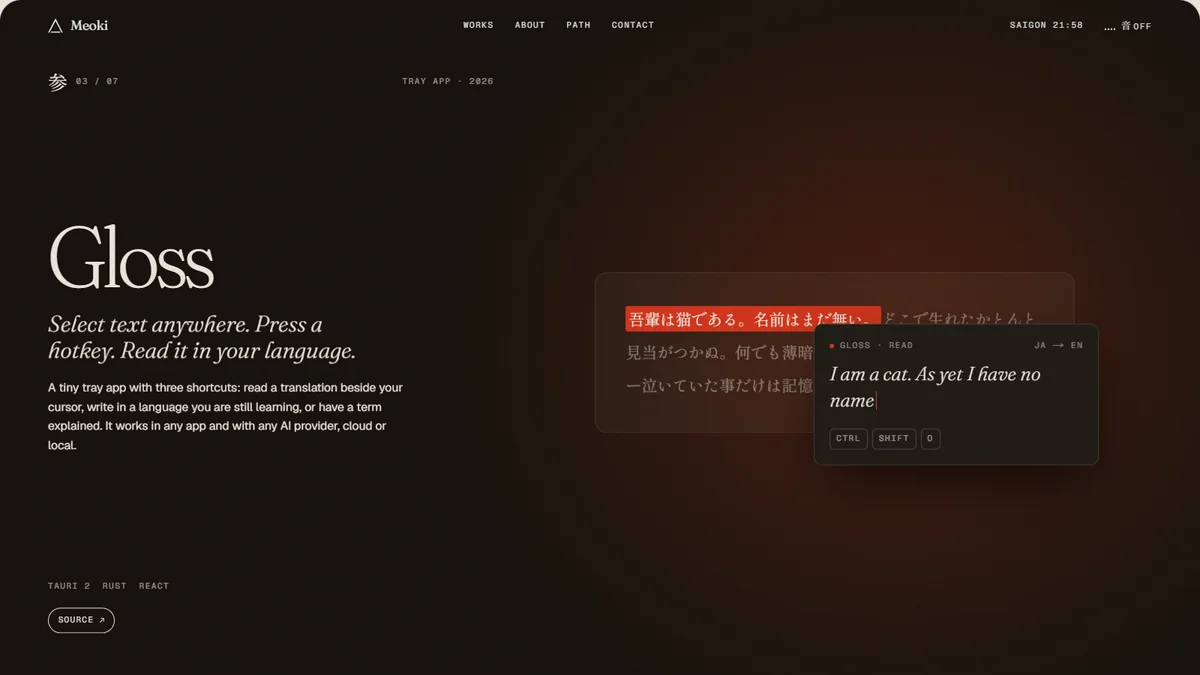 Meoki
WORKS ABOUT PATH CONTACT
SAIGON 21:58
音 OFF
参 03 / 07
TRAY APP · 2026
Gloss
Select text anywhere. Press a
hotkey. Read it in your language.
A tiny tray app with three shortcuts: read a translation beside your
cursor, write in a language you are still learning, or have a term
explained. It works in any app and with any AI provider, cloud or
local.
TAURI 2 RUST REACT
SOURCE ↗
吾輩は猫である。名前はまだ無い。どこで生れたかとんと
見当がつかぬ。何でも薄暗
ー泣いていた事だけは記憶
GLOSS · READ
JA → EN
I am a cat. As yet I have no
name
CTRL SHIFT O